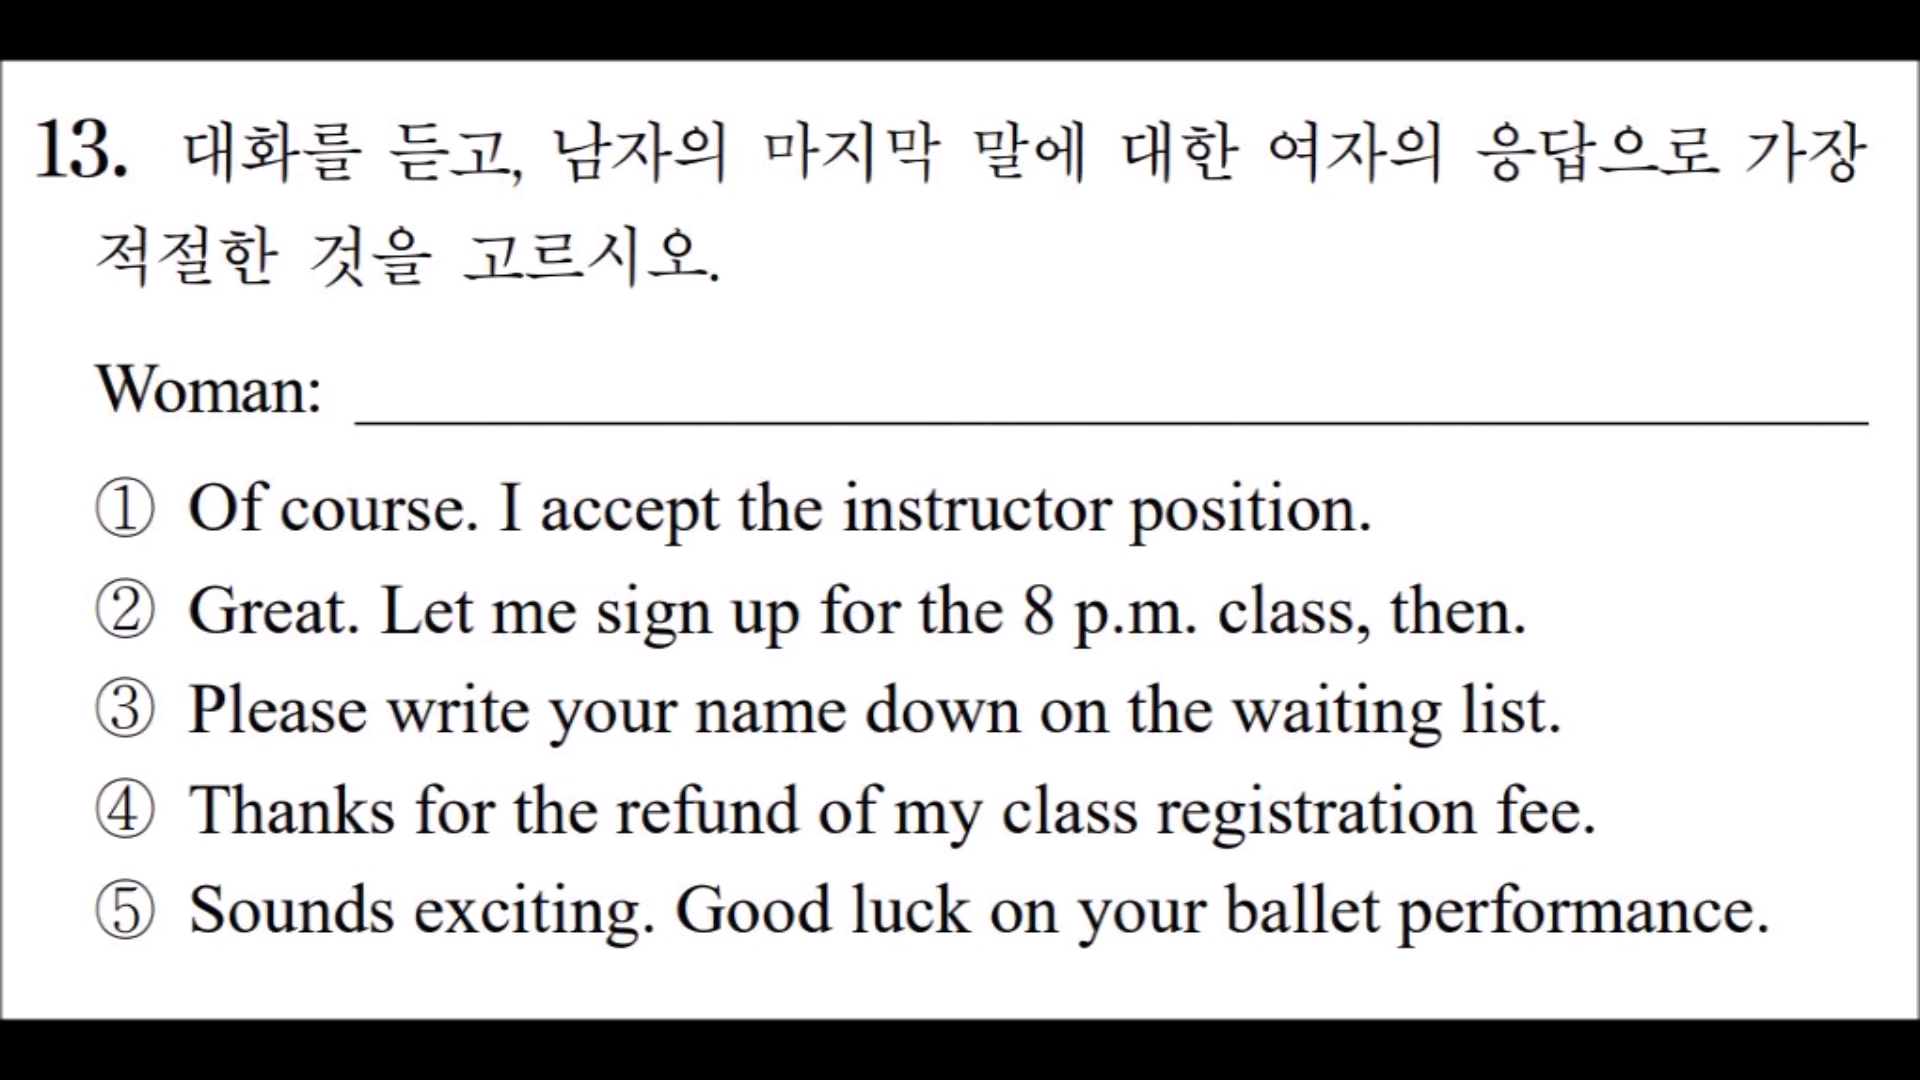 13. 대화를 듣고, 남자의 마지막 말에 대한 여자의 응답으로 가장
적절한 것을 고르시오.
Woman: 
① Of course. I accept the instructor position.
② Great. Let me sign up for the 8 p.m. class, then.
③ Please write your name down on the waiting list.
④ Thanks for the refund of my class registration fee.
⑤ Sounds exciting. Good luck on your ballet performance.